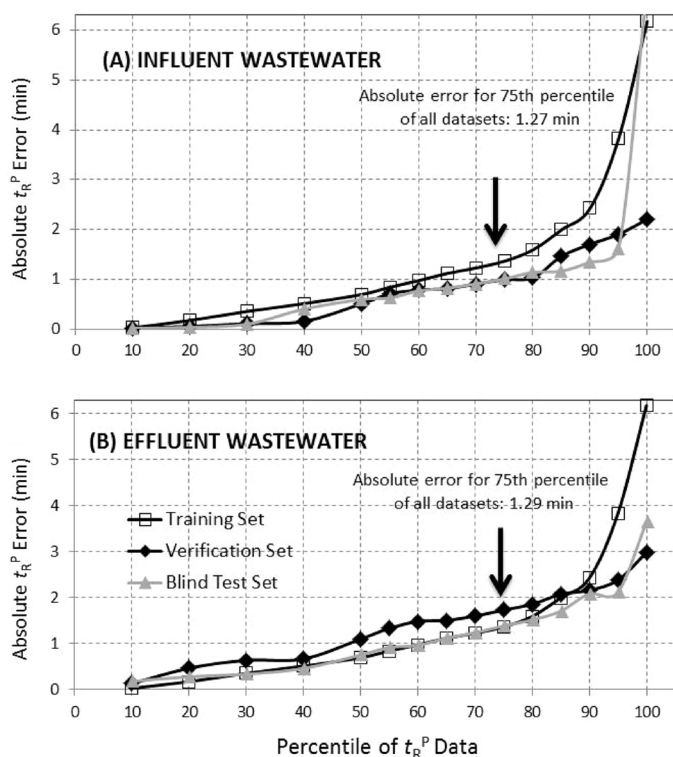 (A) INFLUENT WASTEWATER
Absolute error for 75th percentile
of all datasets: 1.27 min
Absolute tRP Error (min)
6
5
4
3
2
1
0
0 10 20 30 40 50 60 70 80 90 100
(B) EFFLUENT WASTEWATER
Absolute error for 75th percentile
of all datasets: 1.29 min
Training Set
Verification Set
Blind Test Set
Absolute tRP Error (min)
6
5
4
3
2
1
0
0 10 20 30 40 50 60 70 80 90 100
Percentile of tRP Data